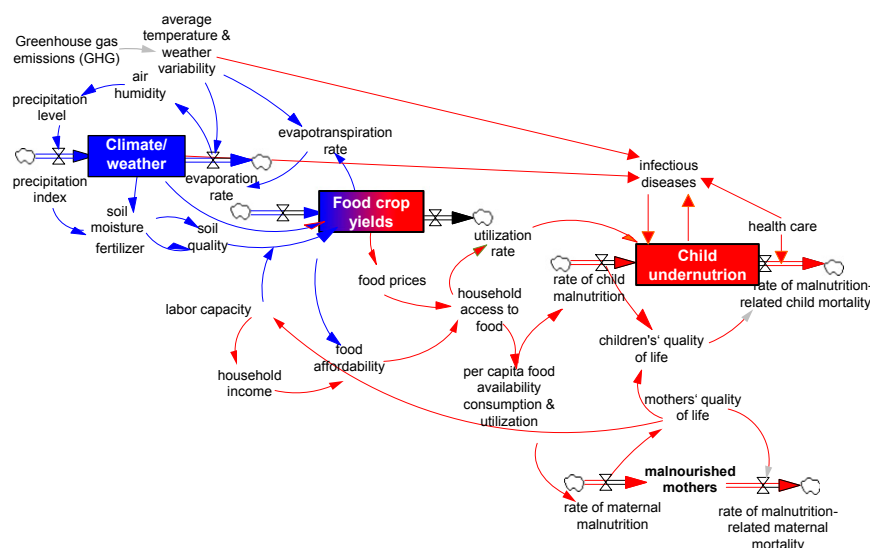 average
temperature &
weather
variability
Greenhouse gas
emissions (GHG)
air
humidity
precipitation
level
Climate/
weather
evapotranspiration
rate
infectious
diseases
precipitation
index
evaporation
rate
soil
moisture
fertilizer
soil
quality
Food crop
yields
utilization
rate
health care
Child
undernutrion
food prices
rate of child
malnutrition
rate of malnutrition-
related child mortality
labor capacity
household
access to
food
children's‘ quality
of life
food
affordability
household
income
per capita food
availability
consumption &
utilization
mothers‘ quality
of life
malnourished
mothers
rate of maternal
malnutrition
rate of malnutrition-
related maternal
mortality